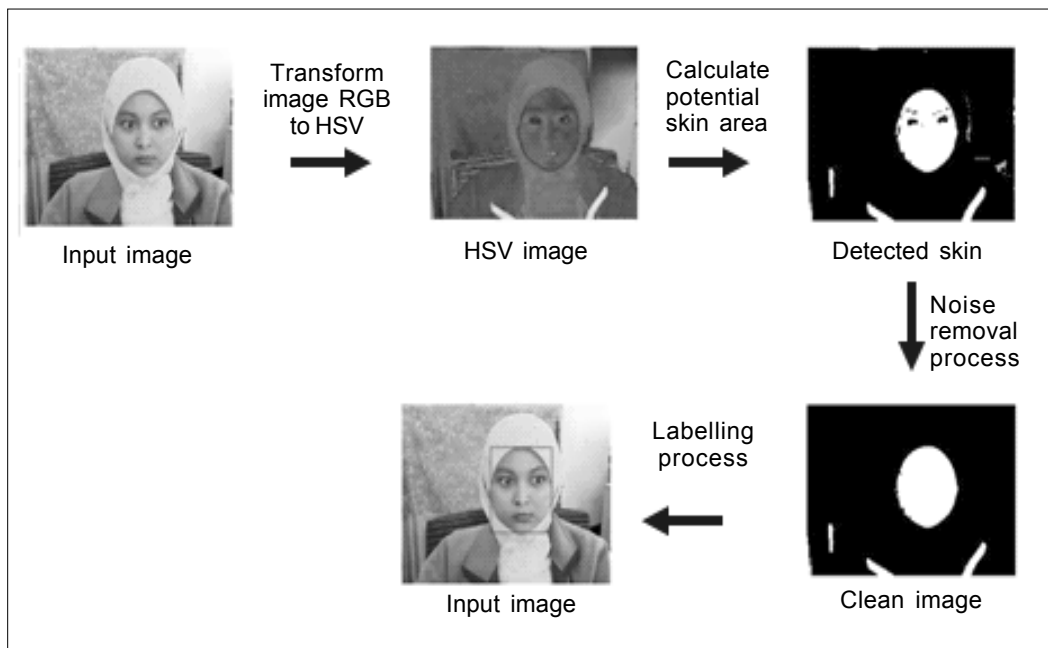 Transform
image RGB
to HSV
Calculate
potential
skin area
Input image
HSV image
Detected skin
Noise
removal
process
Labelling
process
Input image
Clean image